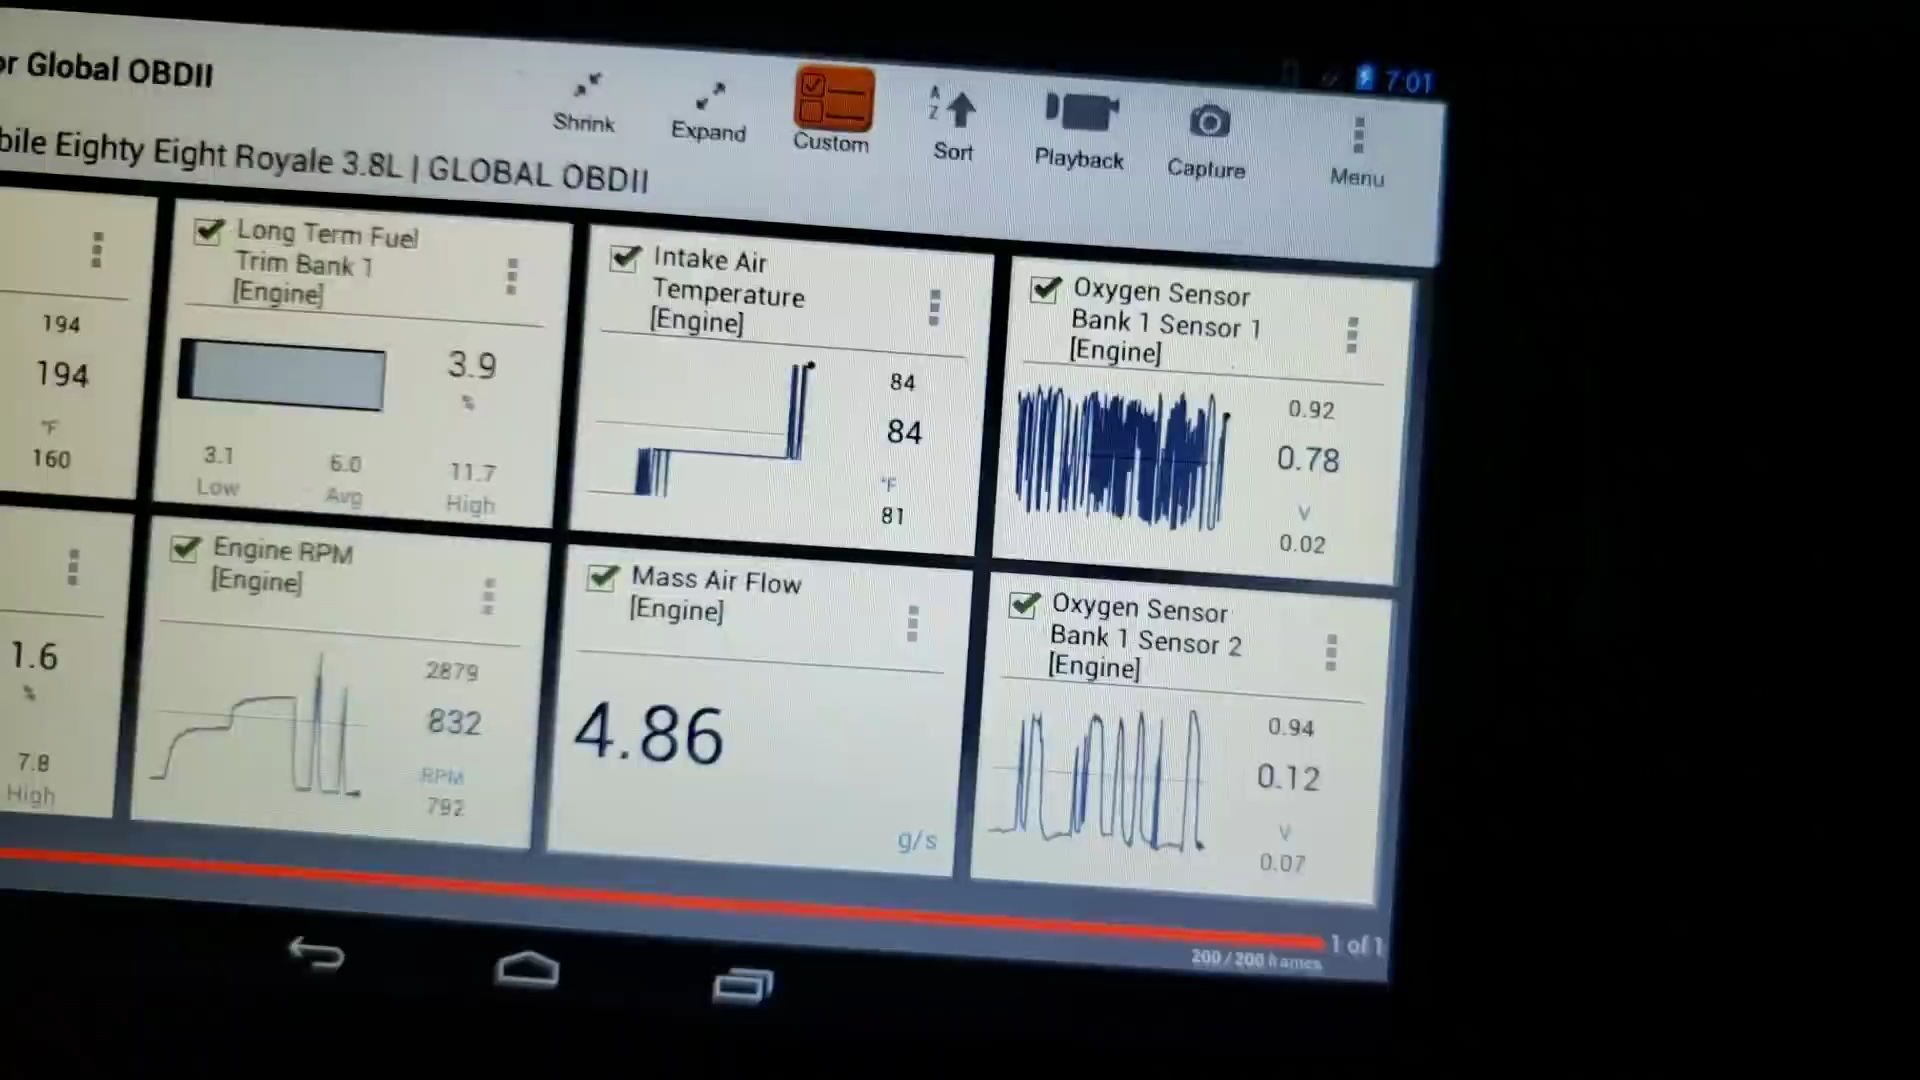 or Global OBDII
Shrink
Expand
Custom
A
Z
Sort
Playback
Capture
Menu
7:01
bile Eighty Eight Royale 3.8L | GLOBAL OBDII
194
194
°F
160
Long Term Fuel
Trim Bank 1
[Engine]
3.9
%
3.1
Low
6.0
Avg
11.7
High
Intake Air
Temperature
[Engine]
84
84
°F
81
Oxygen Sensor
Bank 1 Sensor 1
[Engine]
0.92
0.78
V
0.02
1.6
%
7.8
High
Engine RPM
[Engine]
2879
832
RPM
792
Mass Air Flow
[Engine]
4.86
g/s
Oxygen Sensor
Bank 1 Sensor 2
[Engine]
0.94
0.12
V
0.07
1 of 1
200 / 200 frames